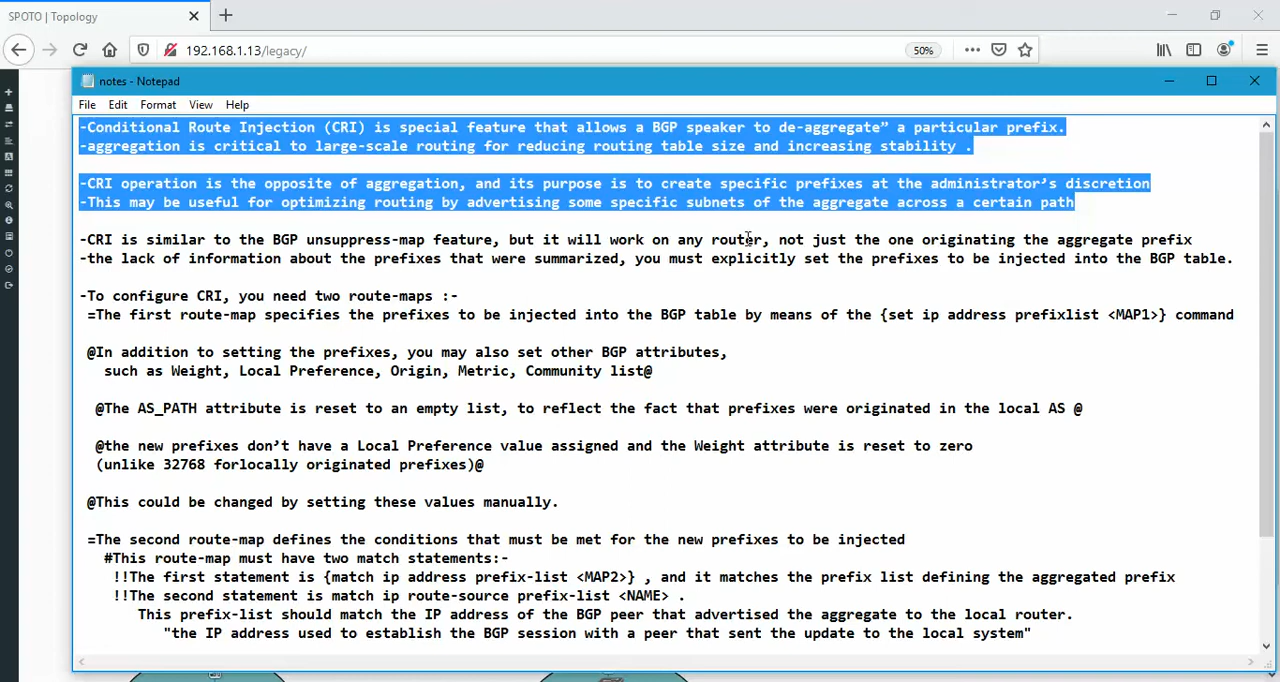 SPOTO | Topology
192.168.1.13/legacy/
50%
notes - Notepad
File Edit Format View Help
-Conditional Route Injection (CRI) is special feature that allows a BGP speaker to de-aggregate” a particular prefix.
-aggregation is critical to large-scale routing for reducing routing table size and increasing stability .
-CRI operation is the opposite of aggregation, and its purpose is to create specific prefixes at the administrator’s discretion
-This may be useful for optimizing routing by advertising some specific subnets of the aggregate across a certain path
-CRI is similar to the BGP unsuppress-map feature, but it will work on any router, not just the one originating the aggregate prefix
-the lack of information about the prefixes that were summarized, you must explicitly set the prefixes to be injected into the BGP table.
-To configure CRI, you need two route-maps :-
=The first route-map specifies the prefixes to be injected into the BGP table by means of the {set ip address prefixlist <MAP1>} command
@In addition to setting the prefixes, you may also set other BGP attributes,
such as Weight, Local Preference, Origin, Metric, Community list@
@The AS_PATH attribute is reset to an empty list, to reflect the fact that prefixes were originated in the local AS @
@the new prefixes don’t have a Local Preference value assigned and the Weight attribute is reset to zero
(unlike 32768 forlocally originated prefixes)@
@This could be changed by setting these values manually.
=The second route-map defines the conditions that must be met for the new prefixes to be injected
#This route-map must have two match statements:-
!!The first statement is {match ip address prefix-list <MAP2>} , and it matches the prefix list defining the aggregated prefix
!!The second statement is match ip route-source prefix-list <NAME> .
This prefix-list should match the IP address of the BGP peer that advertised the aggregate to the local router.
"the IP address used to establish the BGP session with a peer that sent the update to the local system"